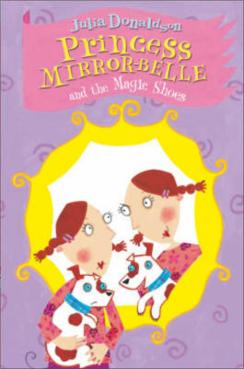 Julia Donaldson
Princess
MIRROR-BELLE
and the Magic Shoes